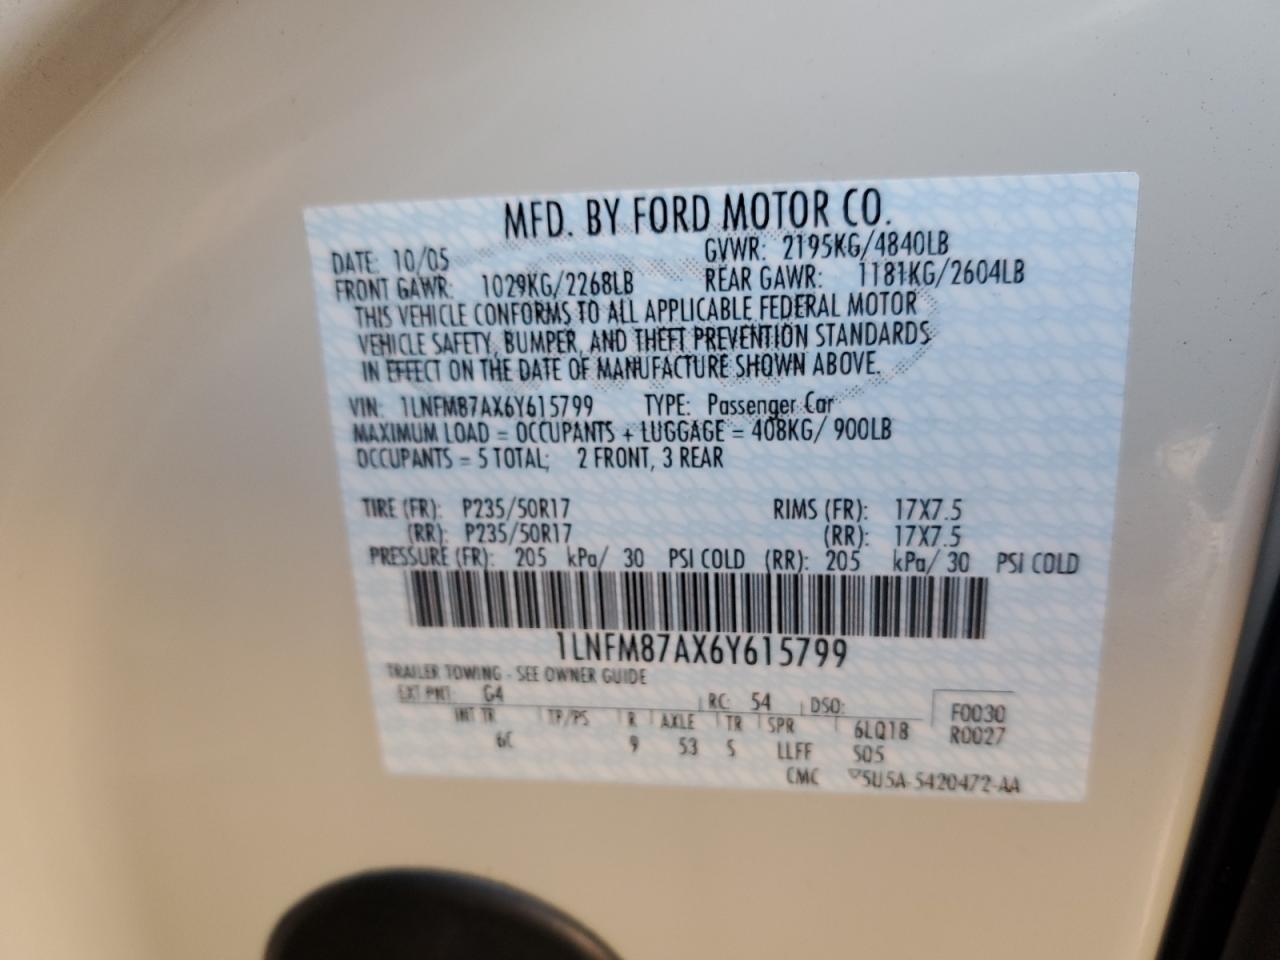 MFD. BY FORD MOTOR CO.
DATE: 10/05 GVWR: 2195KG/4840LB
FRONT GAWR: 1029KG/2268LB REAR GAWR: 1181KG/2604LB
THIS VEHICLE CONFORMS TO ALL APPLICABLE FEDERAL MOTOR
VEHICLE SAFETY, BUMPER, AND THEFT PREVENTION STANDARDS
IN EFFECT ON THE DATE OF MANUFACTURE SHOWN ABOVE.
VIN: 1LNFM87AX6Y615799 TYPE: Passenger Car
MAXIMUM LOAD = OCCUPANTS + LUGGAGE = 408KG/ 900LB
OCCUPANTS = 5 TOTAL; 2 FRONT, 3 REAR
TIRE (FR): P235/50R17 RIMS (FR): 17X7.5
(RR): P235/50R17 (RR): 17X7.5
PRESSURE (FR): 205 kPa/ 30 PSI COLD (RR): 205 kPa/ 30 PSI COLD
1LNFM87AX6Y615799
TRAILER TOWING - SEE OWNER GUIDE
EXT PNT: G4 RC: 54 DSO: F0030
INT TR TP/PS R AXLE TR SPR 6LQ18 R0027
6C 9 53 5 LLFF 505
CMC 5U5A-5420472-AA